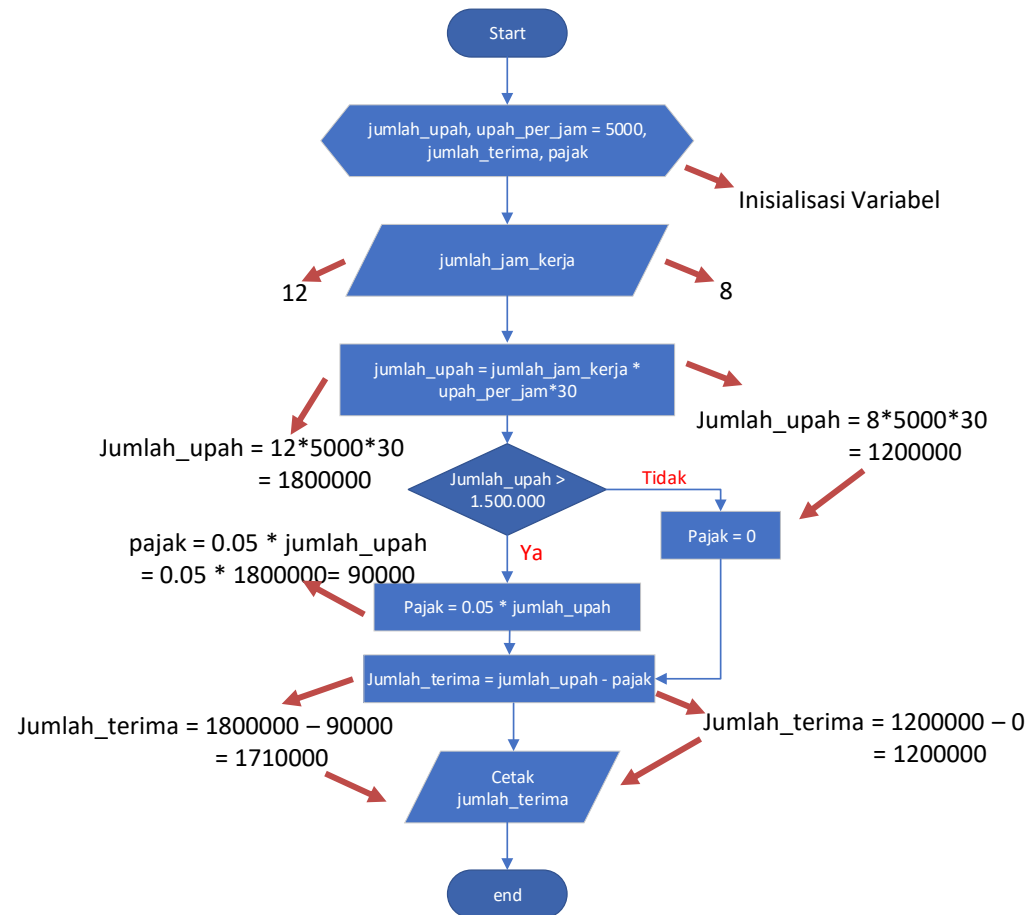 Start
jumlah_upah, upah_per_jam = 5000,
jumlah_terima, pajak
Inisialisasi Variabel
jumlah_jam_kerja
12
8
jumlah_upah = jumlah_jam_kerja *
upah_per_jam*30
Jumlah_upah = 12*5000*30
= 1800000
Jumlah_upah = 8*5000*30
= 1200000
Jumlah_upah >
1.500.000
Tidak
Pajak = 0
Ya
pajak = 0.05 * jumlah_upah
= 0.05 * 1800000= 90000
Pajak = 0.05 * jumlah_upah
Jumlah_terima = jumlah_upah - pajak
Jumlah_terima = 1800000 – 90000
= 1710000
Jumlah_terima = 1200000 – 0
= 1200000
Cetak
jumlah_terima
end